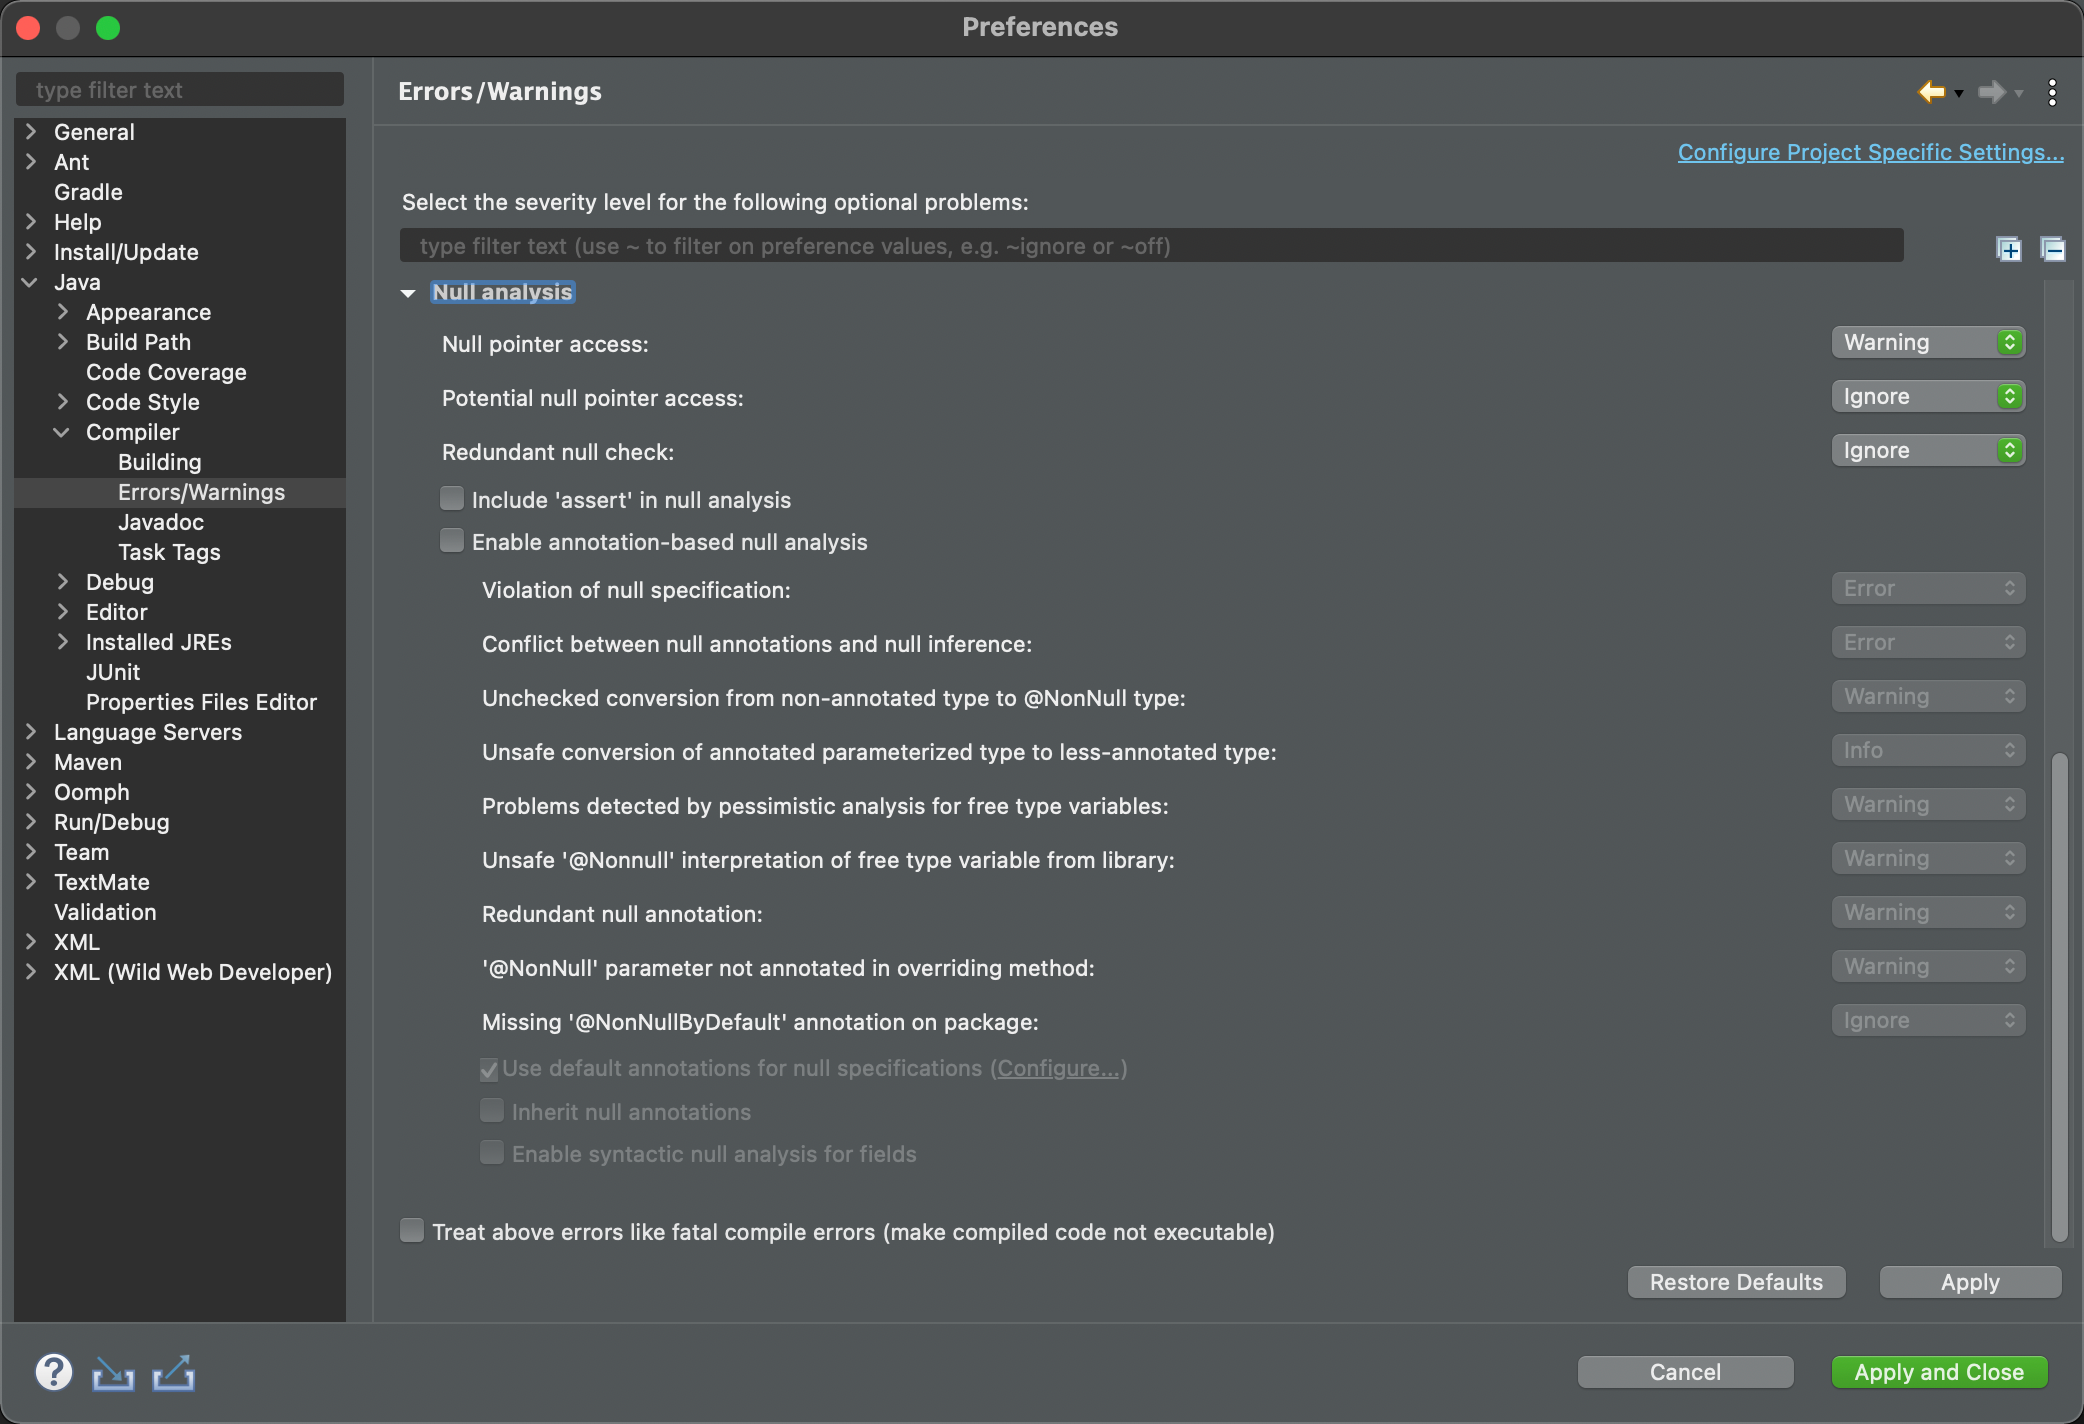 Preferences
type filter text
General
Ant
Gradle
Help
Install/Update
Java
Appearance
Build Path
Code Coverage
Code Style
Compiler
Building
Errors/Warnings
Javadoc
Task Tags
Debug
Editor
Installed JREs
JUnit
Properties Files Editor
Language Servers
Maven
Oomph
Run/Debug
Team
TextMate
Validation
XML
XML (Wild Web Developer)
Errors/Warnings
Configure Project Specific Settings...
Select the severity level for the following optional problems:
type filter text (use ~ to filter on preference values, e.g. ~ignore or ~off)
Null analysis
Null pointer access: Warning
Potential null pointer access: Ignore
Redundant null check: Ignore
Include 'assert' in null analysis
Enable annotation-based null analysis
Violation of null specification: Error
Conflict between null annotations and null inference: Error
Unchecked conversion from non-annotated type to @NonNull type: Warning
Unsafe conversion of annotated parameterized type to less-annotated type: Info
Problems detected by pessimistic analysis for free type variables: Warning
Unsafe '@Nonnull' interpretation of free type variable from library: Warning
Redundant null annotation: Warning
'@NonNull' parameter not annotated in overriding method: Warning
Missing '@NonNullByDefault' annotation on package: Ignore
Use default annotations for null specifications (Configure...)
Inherit null annotations
Enable syntactic null analysis for fields
Treat above errors like fatal compile errors (make compiled code not executable)
Restore Defaults Apply
? Cancel Apply and Close